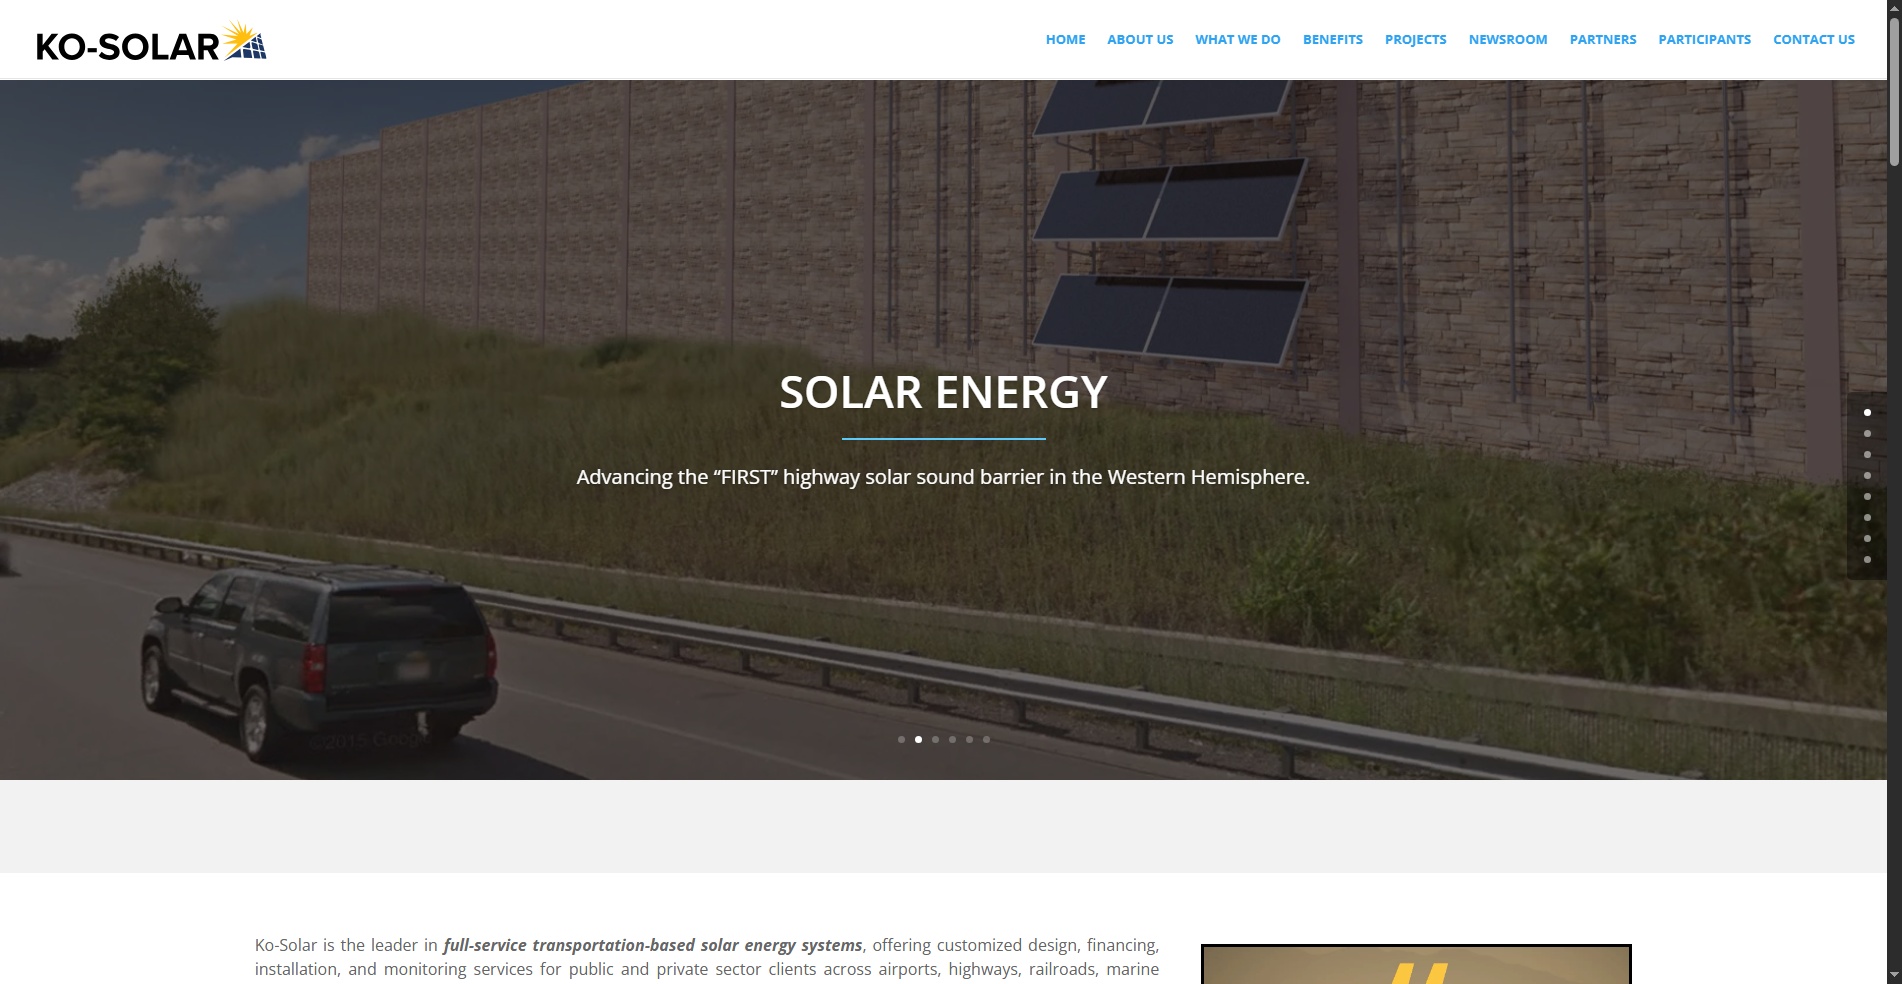 KO-SOLAR
HOME ABOUT US WHAT WE DO BENEFITS PROJECTS NEWSROOM PARTNERS PARTICIPANTS CONTACT US
SOLAR ENERGY
Advancing the “FIRST” highway solar sound barrier in the Western Hemisphere.
©2015 Google
Ko-Solar is the leader in full-service transportation-based solar energy systems, offering customized design, financing,
installation, and monitoring services for public and private sector clients across airports, highways, railroads, marine